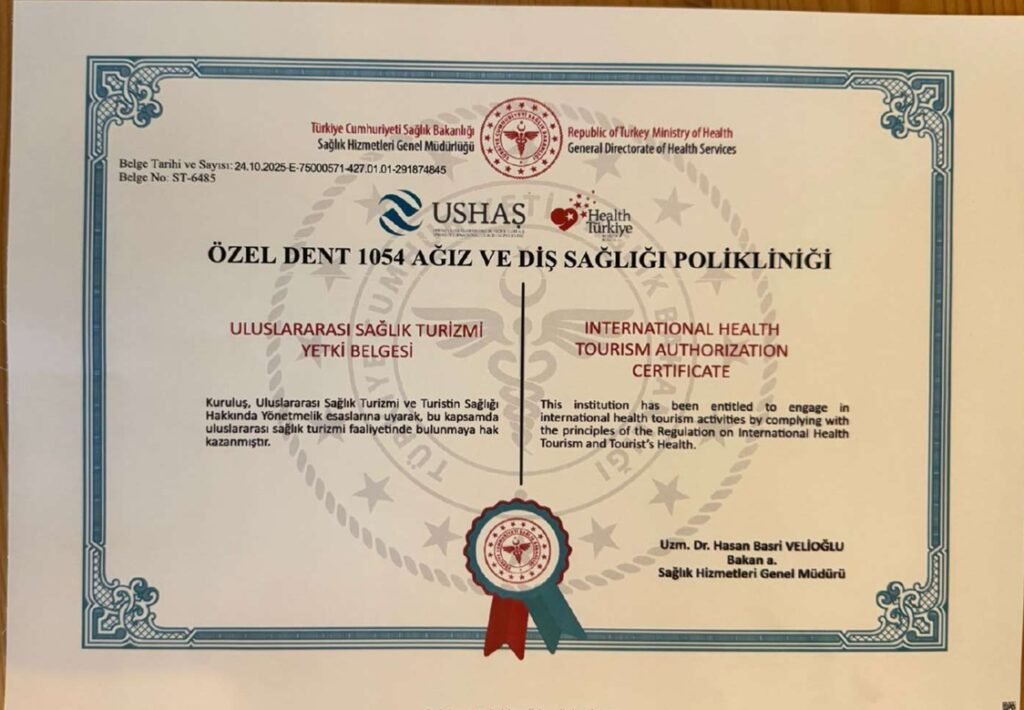 Türkiye Cumhuriyeti Sağlık Bakanlığı
Sağlık Hizmetleri Genel Müdürlüğü
Republic of Turkey Ministry of Health
General Directorate of Health Services
Belge Tarihi ve Sayısı: 24.10.2025-E-75000571-427.01.01-291874845
Belge No: ST-6485
USHAŞ
Health
Türkiye
ÖZEL DENT 1054 AĞIZ VE DİŞ SAĞLIĞI POLİKLİNİĞİ
ULUSLARARASI SAĞLIK TURİZMİ
YETKİ BELGESİ
Kuruluş, Uluslararası Sağlık Turizmi ve Turistin Sağlığı
Hakkında Yönetmelik esaslarına uyarak, bu kapsamda
uluslararası sağlık turizmi faaliyetinde bulunmaya hak
kazanmıştır.
INTERNATIONAL HEALTH
TOURISM AUTHORIZATION
CERTIFICATE
This institution has been entitled to engage in
international health tourism activities by complying with
the principles of the Regulation on International Health
Tourism and Tourist's Health.
Uzm. Dr. Hasan Basri VELİOĞLU
Bakan a.
Sağlık Hizmetleri Genel Müdürü